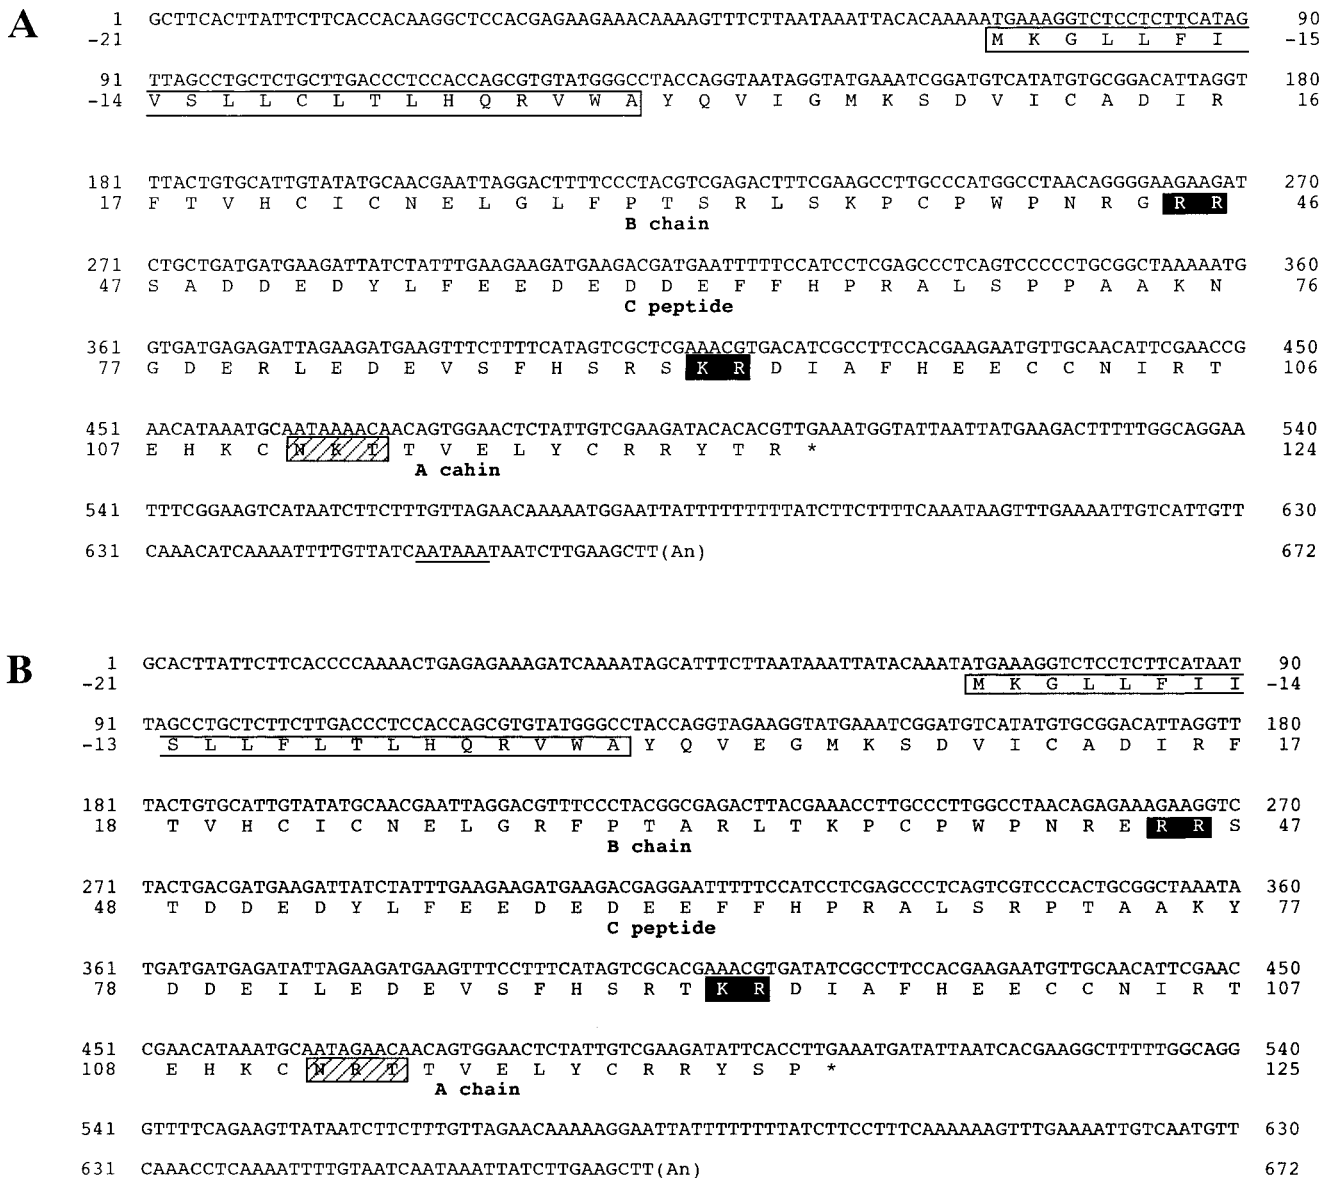 A
1 GCTTCACTTATTCTTCACCACAAGGCTCCACGAGAAGAAACAAAAGTTTCTTAATAAATTACACAAAAATGAAAGGTCTCCTCTTCATAG 90
-21 M K G L L F I -15
91 TTAGCCTGCTCTGCTTGACCCTCCACCAGCGTGTATGGGCCTACCAGGTAATAGGTATGAAATCGGATGTCATATGTGCGGACATTAGGT 180
-14 V S L L C L T L H Q R V W A Y Q V I G M K S D V I C A D I R 16
181 TTACTGTGCATTGTATATGCAACGAATTAGGACTTTTCCCTACGTCGAGACTTTCGAAGCCTTGCCCATGGCCTAACAGGGGAAGAAGAT 270
17 F T V H C I C N E L G L F P T S R L S K P C P W P N R G R R 46
B chain
271 CTGCTGATGATGAAGATTATCTATTTGAAGAAGATGAAGACGATGAATTTTTCCATCCTCGAGCCCTCAGTCCCCCTGCGGCTAAAAATG 360
47 S A D D E D Y L F E E D E D D E F F H P R A L S P P A A K N 76
C peptide
361 GTGATGAGAGATTAGAAGATGAAGTTTCTTTTCATAGTCGCTCGAAACGTGACATCGCCTTCCACGAAGAATGTTGCAACATTCGAACCG 450
77 G D E R L E D E V S F H S R S K R D I A F H E E C C N I R T 106
451 AACATAAATGCAATAAAACAACAGTGGAACTCTATTGTCGAAGATACACACGTTGAAATGGTATTAATTATGAAGACTTTTTGGCAGGAA 540
107 E H K C N K T T V E L Y C R R Y T R * 124
A cahin
541 TTTCGGAAGTCATAATCTTCTTTGTTAGAACAAAAATGGAATTATTTTTTTTTATCTTCTTTTCAAATAAGTTTGAAAATTGTCATTGTT 630
631 CAAACATCAAAATTTTGTTATCAATAAATAATCTTGAAGCTT(An) 672
B
1 GCACTTATTCTTCACCCCAAAACTGAGAGAAAGATCAAAATAGCATTTCTTAATAAATTATACAAATATGAAAGGTCTCCTCTTCATAAT 90
-21 M K G L L F I I -14
91 TAGCCTGCTCTTCTTGACCCTCCACCAGCGTGTATGGGCCTACCAGGTAGAAGGTATGAAATCGGATGTCATATGTGCGGACATTAGGTT 180
-13 S L L F L T L H Q R V W A Y Q V E G M K S D V I C A D I R F 17
181 TACTGTGCATTGTATATGCAACGAATTAGGACGTTTCCCTACGGCGAGACTTACGAAACCTTGCCCTTGGCCTAACAGAGAAAGAAGGTC 270
18 T V H C I C N E L G R F P T A R L T K P C P W P N R E R R S 47
B chain
271 TACTGACGATGAAGATTATCTATTTGAAGAAGATGAAGACGAGGAATTTTTCCATCCTCGAGCCCTCAGTCGTCCCACTGCGGCTAAATA 360
48 T D D E D Y L F E E D E D E E F F H P R A L S R P T A A K Y 77
C peptide
361 TGATGATGAGATATTAGAAGATGAAGTTTCCTTTCATAGTCGCACGAAACGTGATATCGCCTTCCACGAAGAATGTTGCAACATTCGAAC 450
78 D D E I L E D E V S F H S R T K R D I A F H E E C C N I R T 107
451 CGAACATAAATGCAATAGAACAACAGTGGAACTCTATTGTCGAAGATATTCACCTTGAAATGATATTAATCACGAAGGCTTTTTGGCAGG 540
108 E H K C N R T T V E L Y C R R Y S P * 125
A chain
541 GTTTTCAGAAGTTATAATCTTCTTTGTTAGAACAAAAAGGAATTATTTTTTTTATCTTCCTTTCAAAAAAGTTTGAAAATTGTCAATGTT 630
631 CAAACCTCAAAATTTTGTAATCAATAAATTATCTTGAAGCTT(An) 672